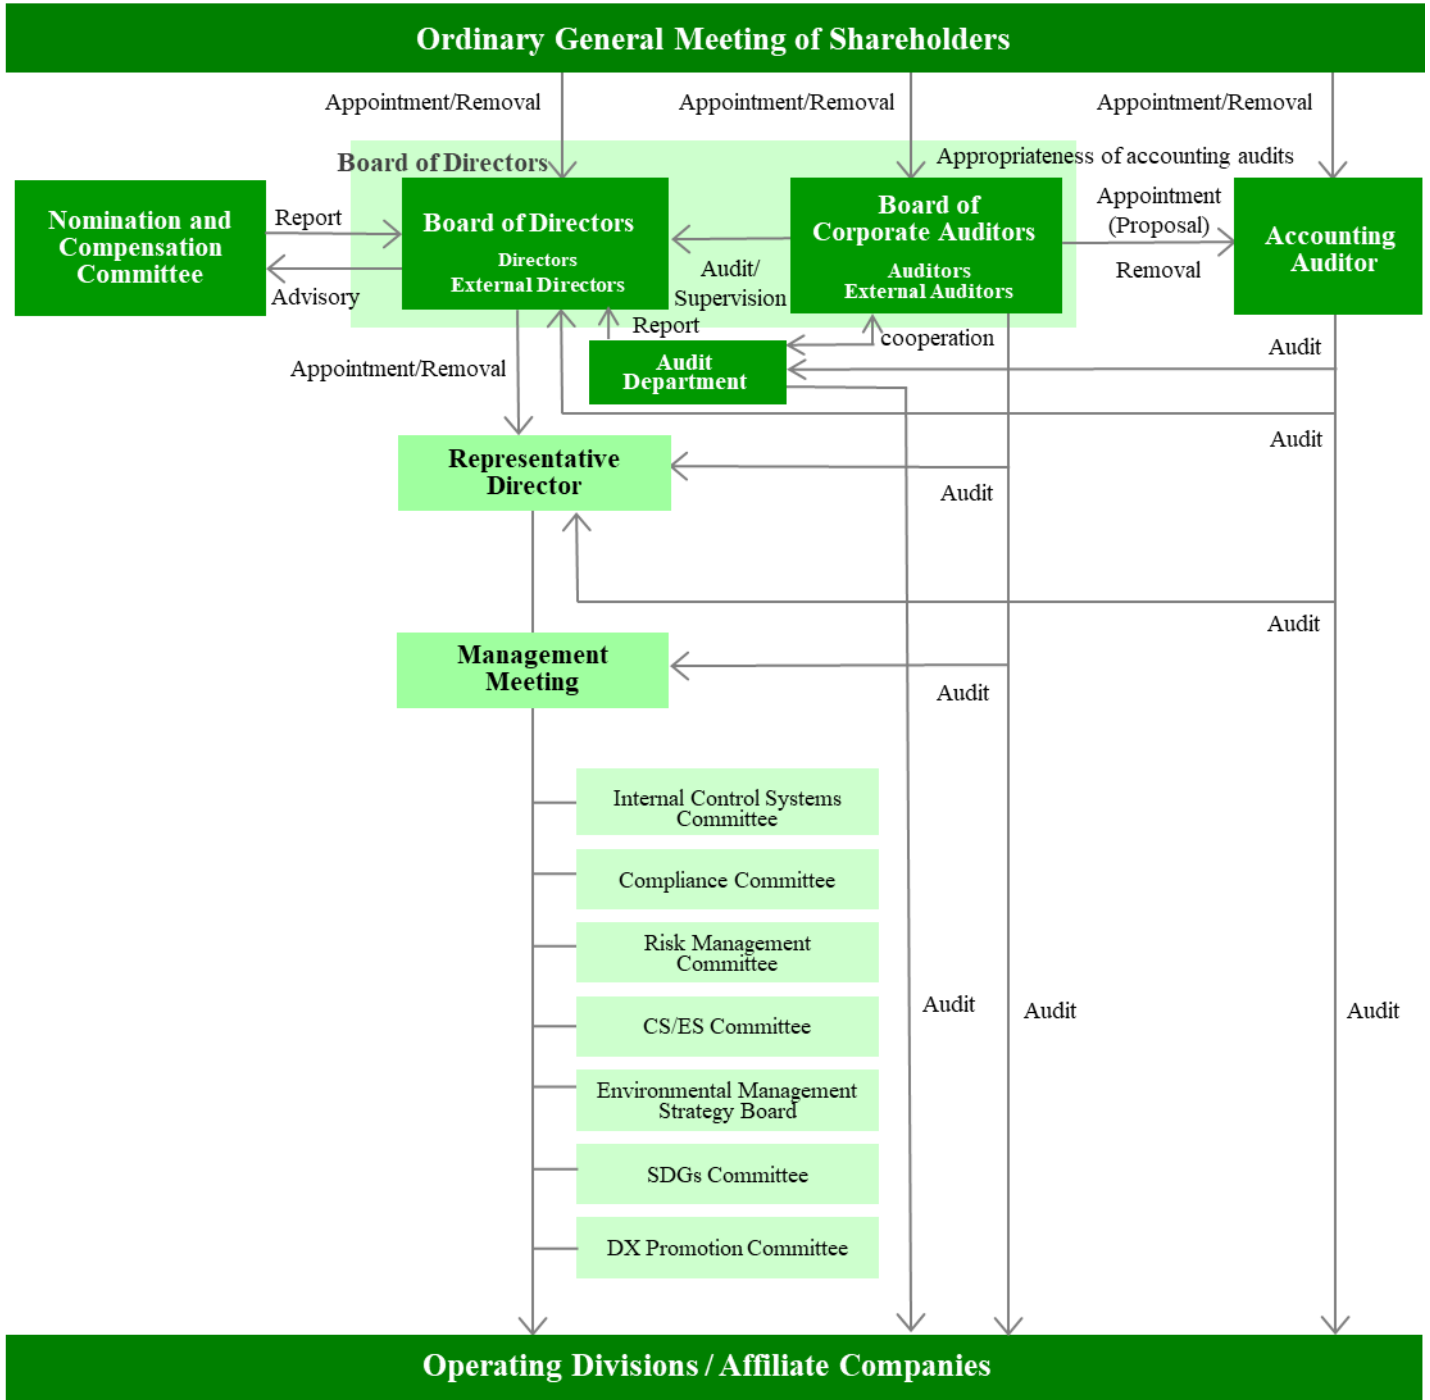 Ordinary General Meeting of Shareholders
Appointment/Removal
Appointment/Removal
Appointment/Removal
Board of Directors
Appropriateness of accounting audits
Nomination and
Compensation
Committee
Report
Advisory
Board of Directors
Directors
External Directors
Audit/
Supervision
Board of
Corporate Auditors
Auditors
External Auditors
Appointment
(Proposal)
Removal
Accounting
Auditor
Report
cooperation
Audit
Department
Audit
Appointment/Removal
Audit
Representative
Director
Audit
Audit
Management
Meeting
Audit
Internal Control Systems
Committee
Compliance Committee
Risk Management
Committee
CS/ES Committee
Audit
Audit
Audit
Environmental Management
Strategy Board
SDGs Committee
DX Promotion Committee
Operating Divisions / Affiliate Companies